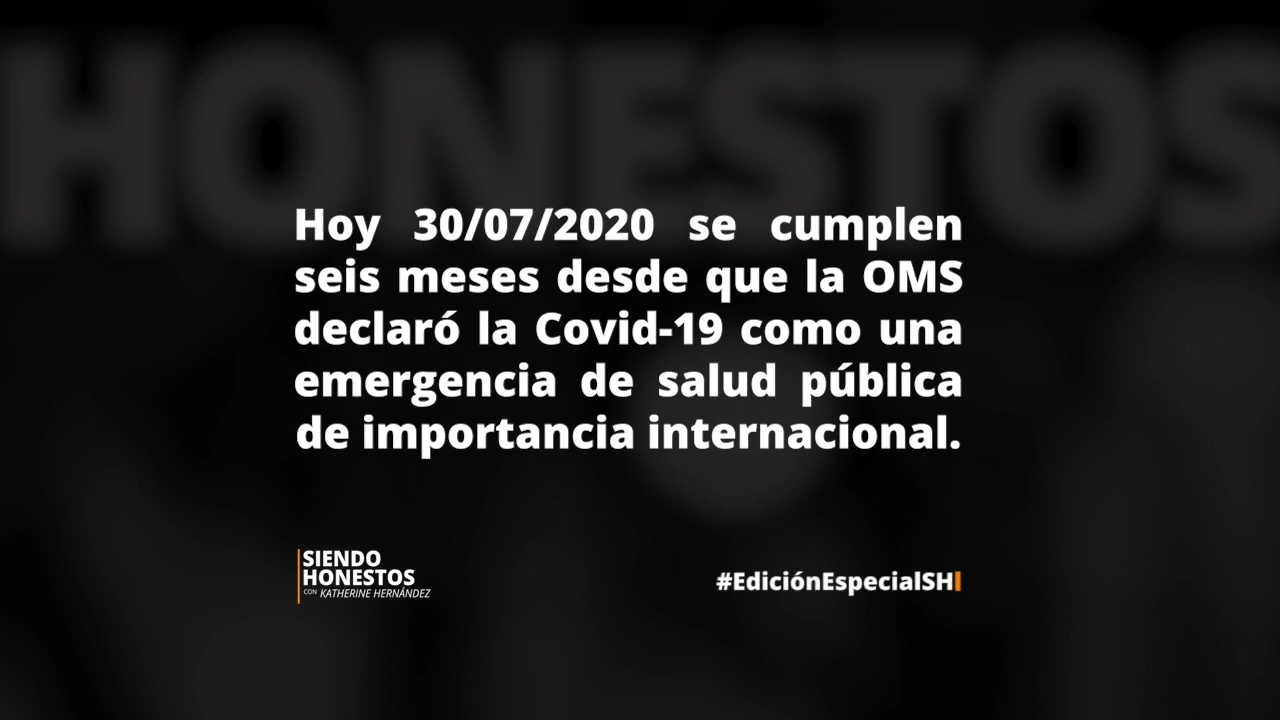 HONESTOS
Hoy 30/07/2020 se cumplen
seis meses desde que la OMS
declaró la Covid-19 como una
emergencia de salud pública
de importancia internacional.
SIENDO
HONESTOS
CON KATHERINE HERNÁNDEZ
#EdiciónEspecialSH